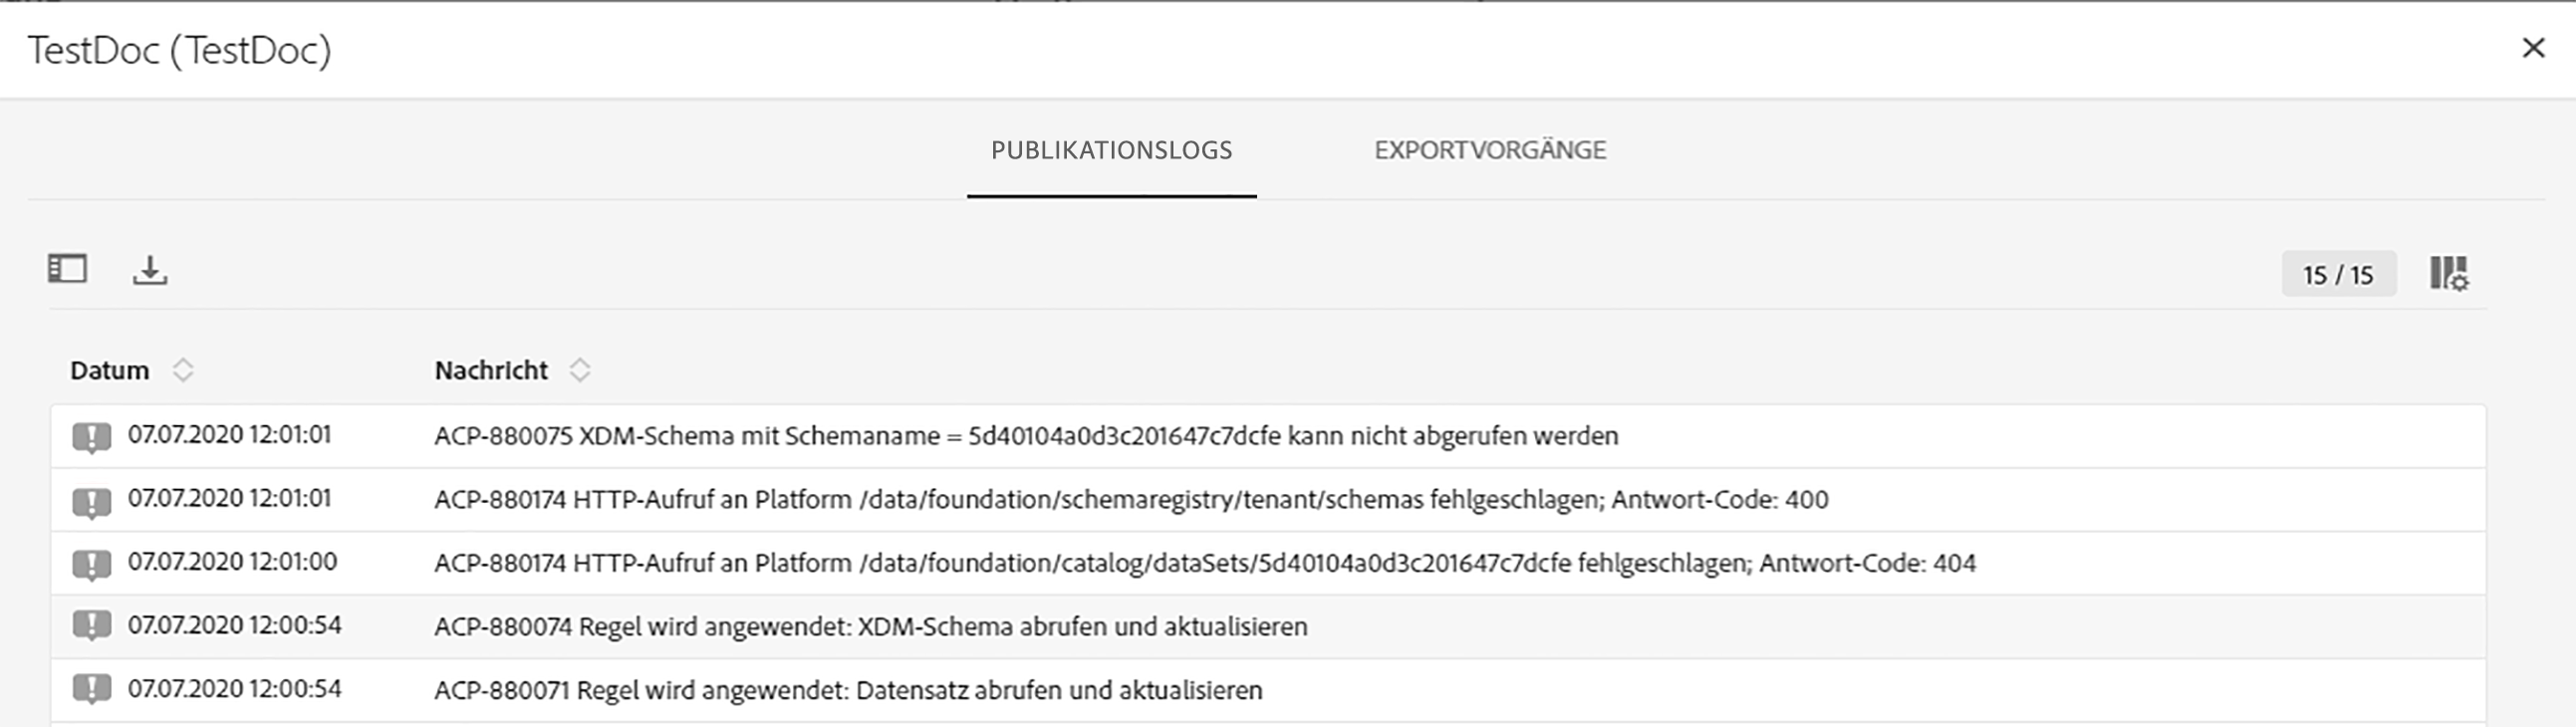 TestDoc (TestDoc)
PUBLIKATIONSLOGS EXPORTVORGÄNGE
15 / 15
Datum Nachricht
07.07.2020 12:01:01 ACP-880075 XDM-Schema mit Schemaname = 5d40104a0d3c201647c7dcfe kann nicht abgerufen werden
07.07.2020 12:01:01 ACP-880174 HTTP-Aufruf an Platform /data/foundation/schemaregistry/tenant/schemas fehlgeschlagen; Antwort-Code: 400
07.07.2020 12:01:00 ACP-880174 HTTP-Aufruf an Platform /data/foundation/catalog/dataSets/5d40104a0d3c201647c7dcfe fehlgeschlagen; Antwort-Code: 404
07.07.2020 12:00:54 ACP-880074 Regel wird angewendet: XDM-Schema abrufen und aktualisieren
07.07.2020 12:00:54 ACP-880071 Regel wird angewendet: Datensatz abrufen und aktualisieren